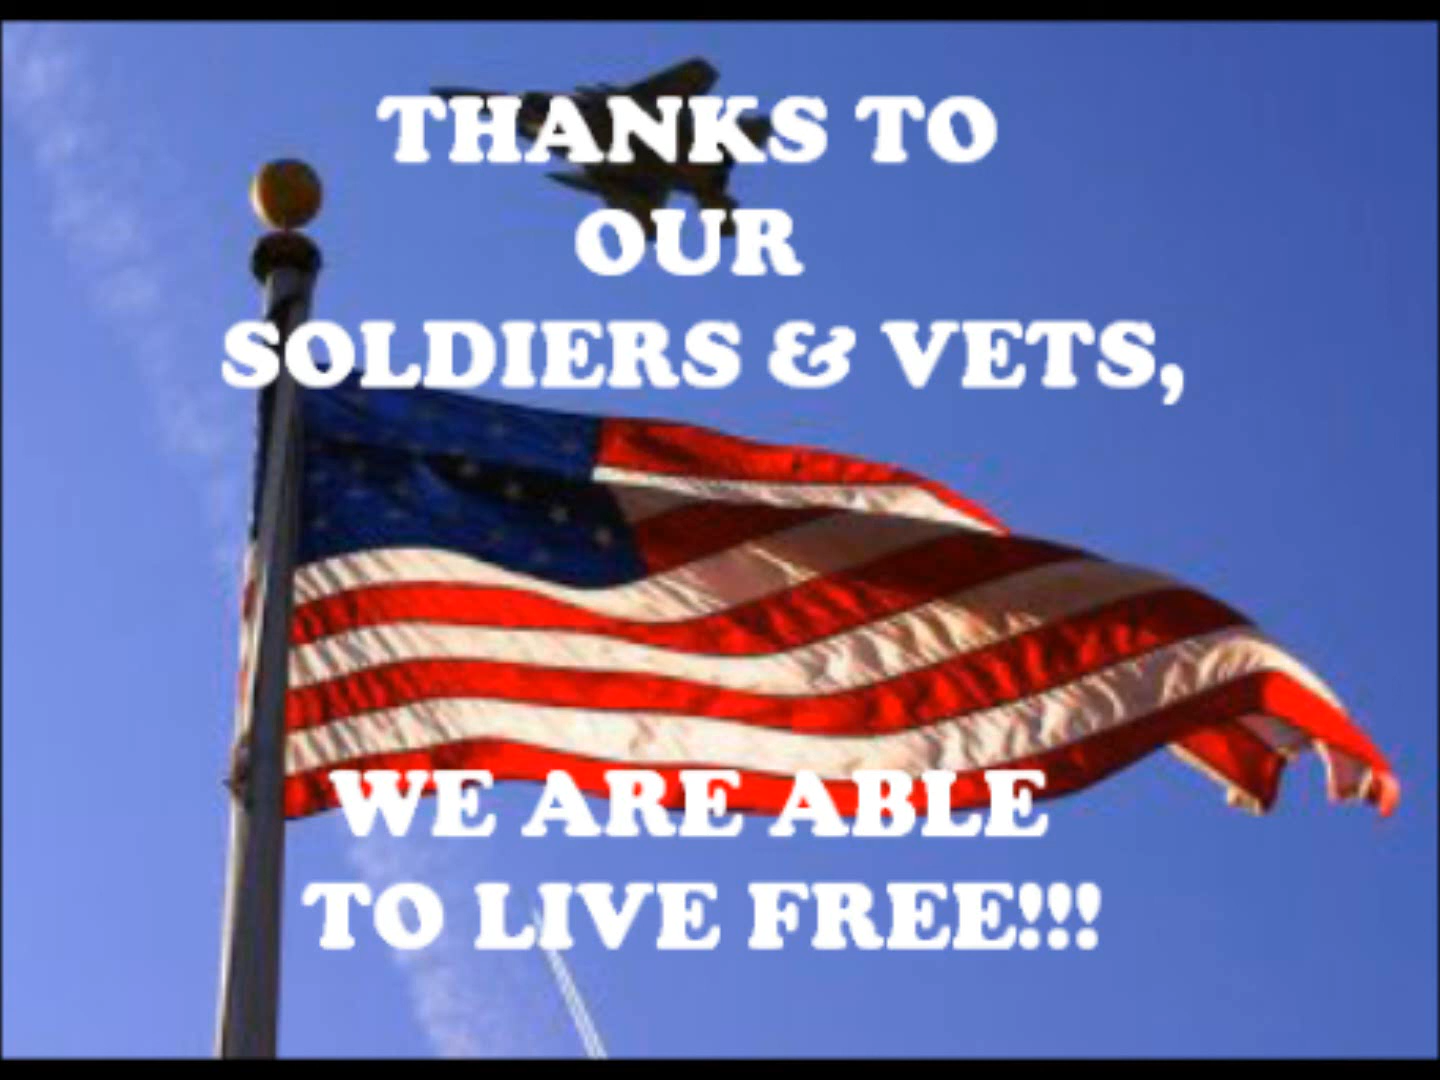 THANKS TO
OUR
SOLDIERS & VETS,
WE ARE ABLE
TO LIVE FREE!!!